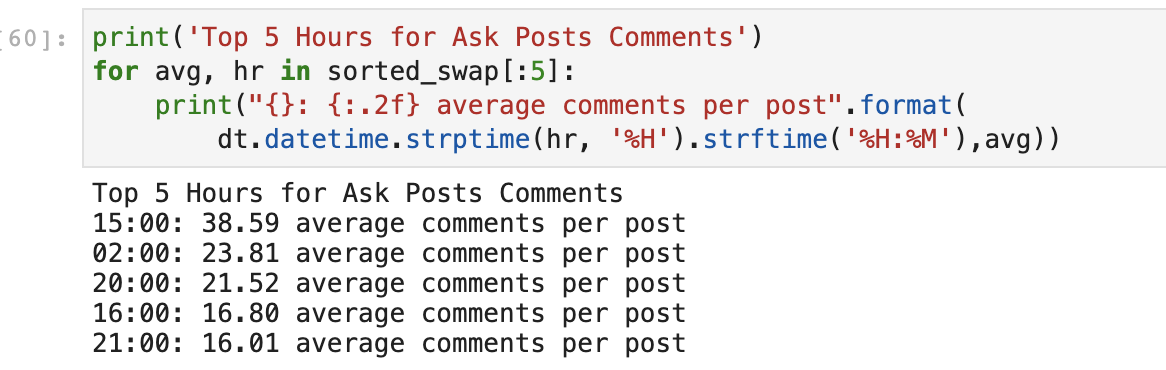 [60]: print('Top 5 Hours for Ask Posts Comments')
for avg, hr in sorted_swap[:5]:
    print("{}: {:.2f} average comments per post".format(
        dt.datetime.strptime(hr, '%H').strftime('%H:%M'),avg))
Top 5 Hours for Ask Posts Comments
15:00: 38.59 average comments per post
02:00: 23.81 average comments per post
20:00: 21.52 average comments per post
16:00: 16.80 average comments per post
21:00: 16.01 average comments per post